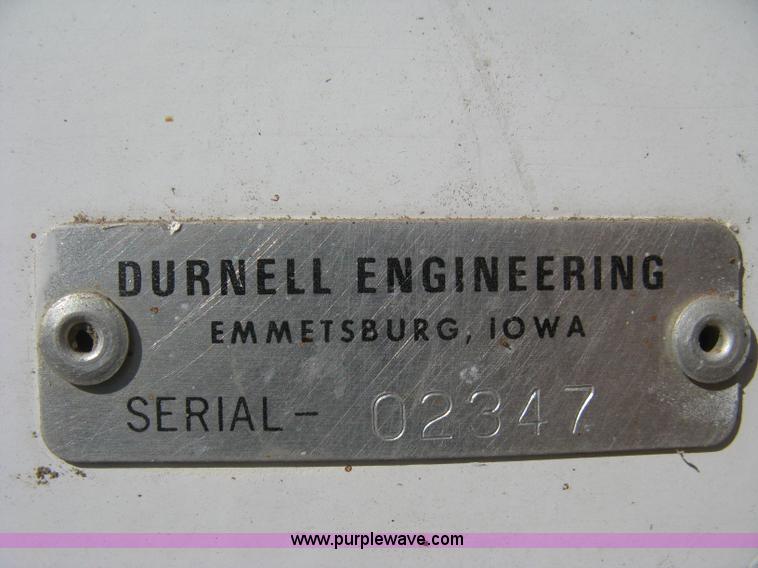 DURNELL ENGINEERING
EMMETSBURG, IOWA
SERIAL- 02347
www.purplewave.com